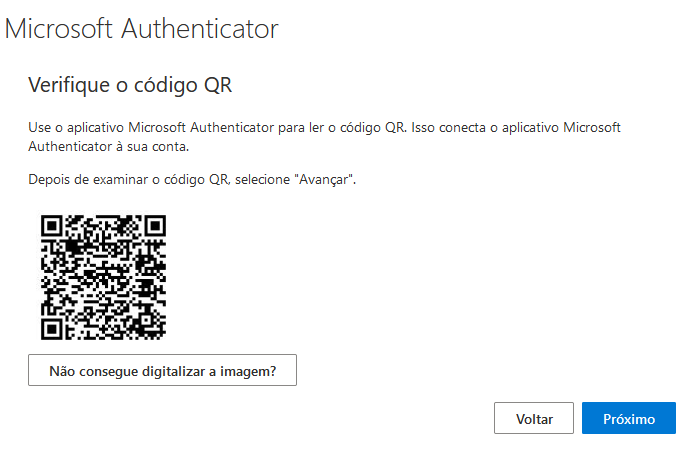 Microsoft Authenticator
Verifique o código QR
Use o aplicativo Microsoft Authenticator para ler o código QR. Isso conecta o aplicativo Microsoft
Authenticator à sua conta.
Depois de examinar o código QR, selecione "Avançar".
Não consegue digitalizar a imagem?
Voltar
Próximo